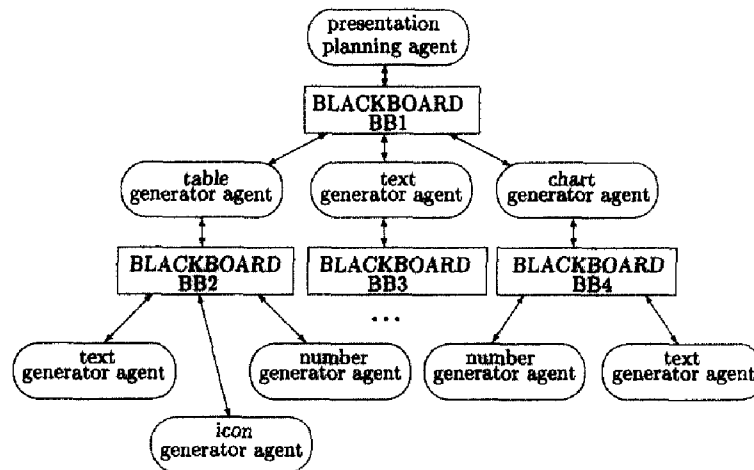 presentation
planning agent
BLACKBOARD
BB1
table
generator agent
text
generator agent
chart
generator agent
BLACKBOARD
BB2
BLACKBOARD
BB3
BLACKBOARD
BB4
...
text
generator agent
number
generator agent
number
generator agent
text
generator agent
icon
generator agent